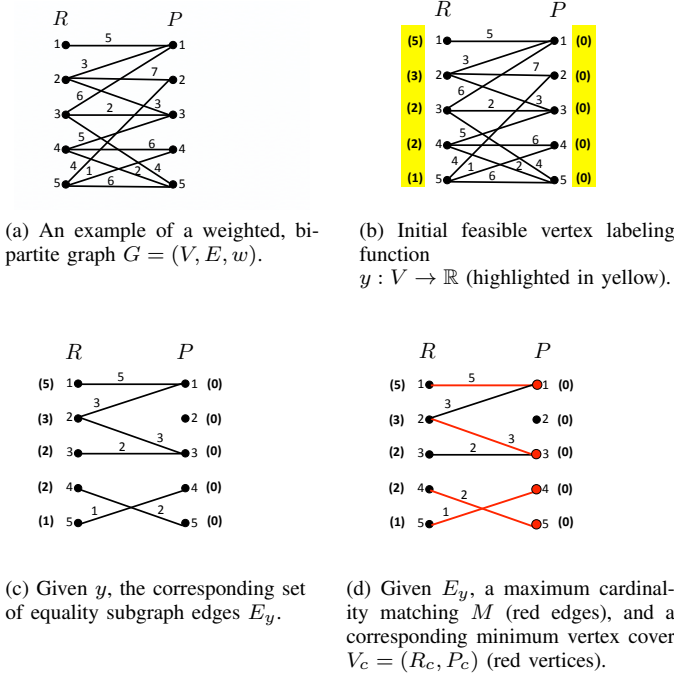 R P
5
1 1
3
7
2 2
6 3
2
3 3
5 6
4 4
4 1 2 4
5 6 5
R P
(5) 1 5 1 (0)
3
7
(3) 2 2 (0)
6 3
(2) 3 2 3 (0)
5 6
(2) 4 4 (0)
4 1 2 4
(1) 5 6 5 (0)
(a) An example of a weighted, bi-
partite graph G = (V, E, w).
(b) Initial feasible vertex labeling
function
y : V → ℝ (highlighted in yellow).
R P
(5) 1 5 1 (0)
3
(3) 2 2 (0)
3
(2) 3 2 3 (0)
(2) 4 4 (0)
1 2
(1) 5 5 (0)
R P
(5) 1 5 1 (0)
3
(3) 2 2 (0)
3
(2) 3 2 3 (0)
(2) 4 2 4 (0)
1
(1) 5 5 (0)
(c) Given y, the corresponding set
of equality subgraph edges E_y.
(d) Given E_y, a maximum cardinal-
ity matching M (red edges), and a
corresponding minimum vertex cover
V_c = (R_c, P_c) (red vertices).